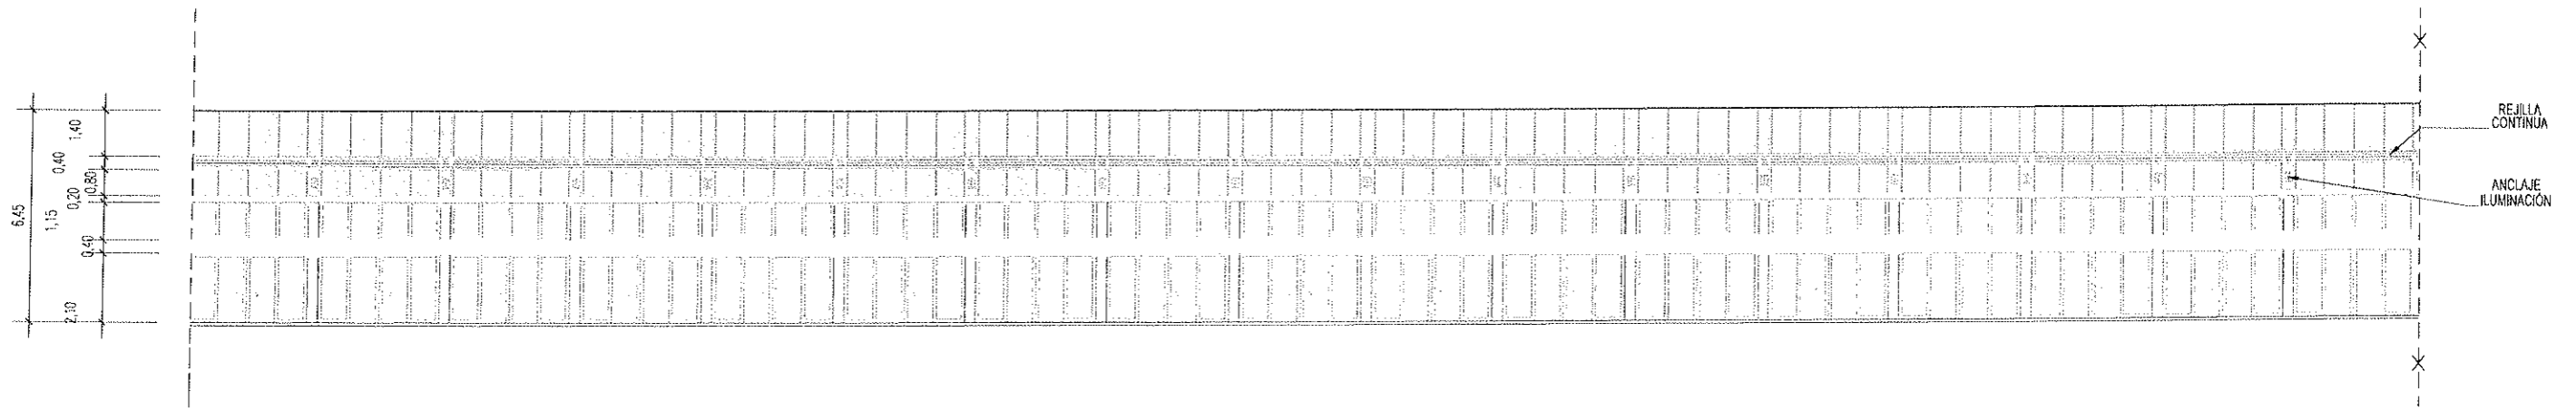 6,45
1,40
0,40
0,80
0,20
1,15
0,40
2,10
REJILLA
CONTINUA
ANCLAJE
ILUMINACIÓN